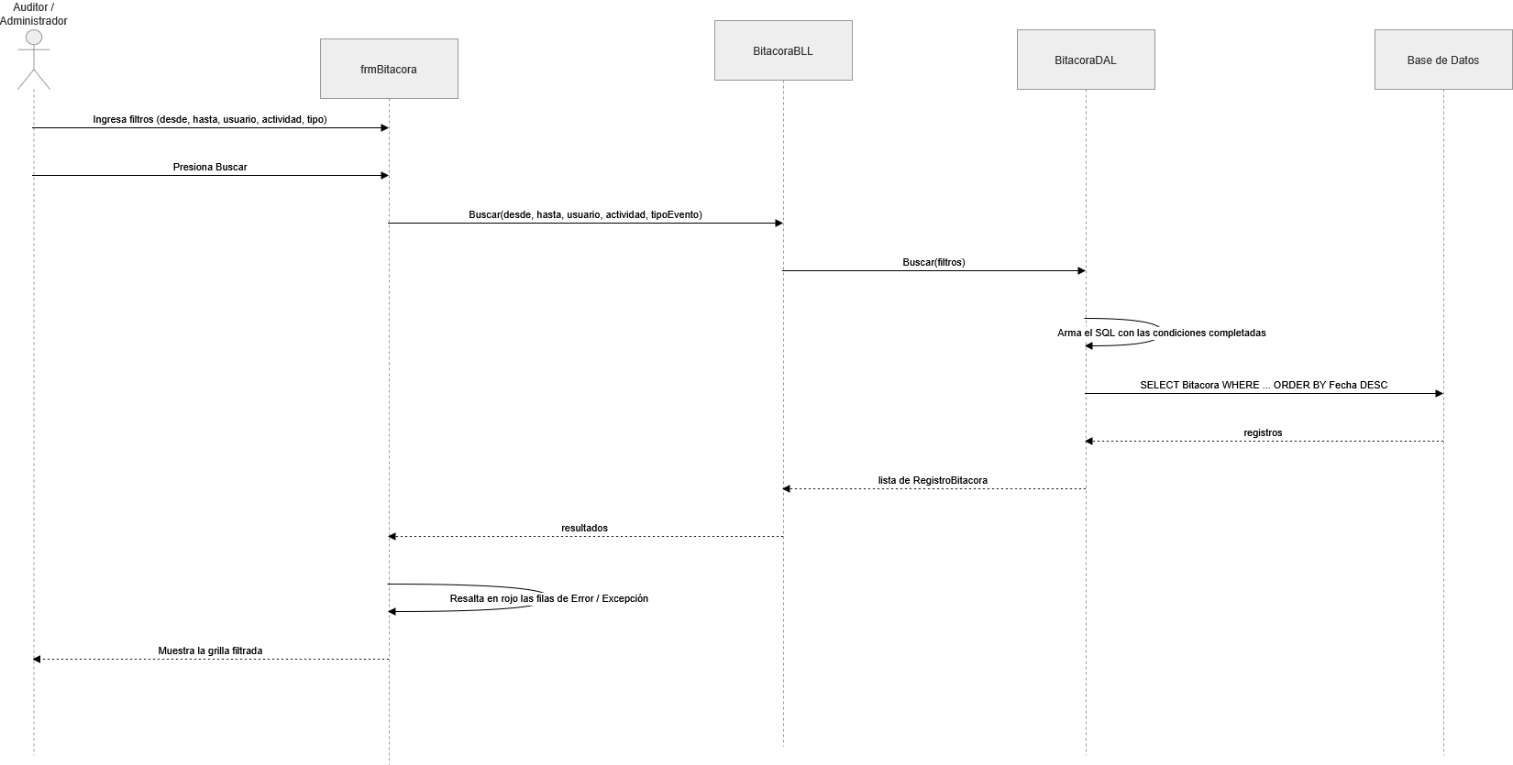 Auditor /
Administrador
frmBitacora
BitacoraBLL
BitacoraDAL
Base de Datos
Ingresa filtros (desde, hasta, usuario, actividad, tipo)
Presiona Buscar
Buscar(desde, hasta, usuario, actividad, tipoEvento)
Buscar(filtros)
Arma el SQL con las condiciones completadas
SELECT Bitacora WHERE ... ORDER BY Fecha DESC
registros
lista de RegistroBitacora
resultados
Resalta en rojo las filas de Error / Excepción
Muestra la grilla filtrada